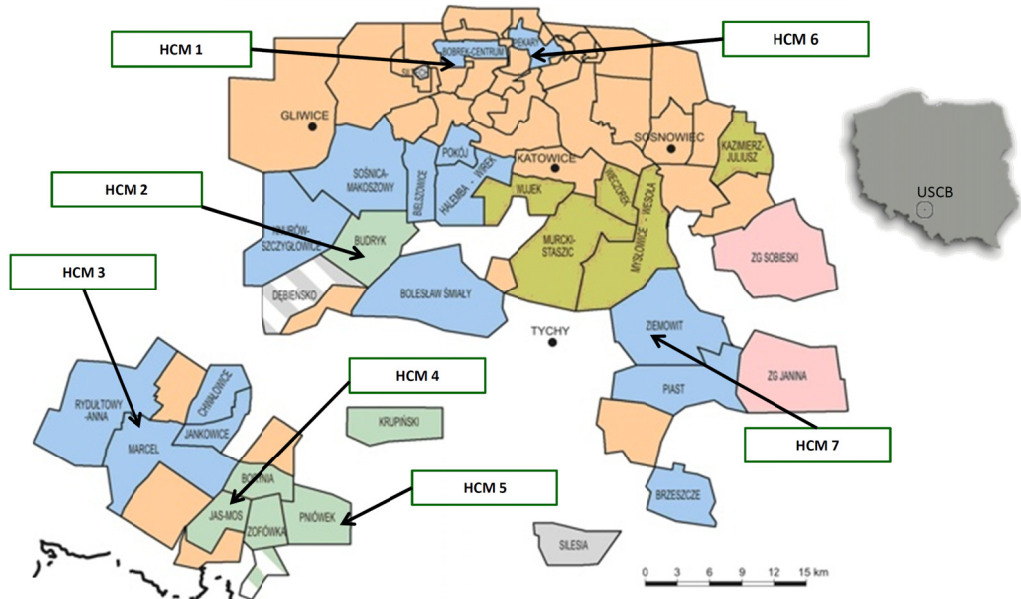 HCM 1
HCM 6
BOBREK-CENTRUM
PEKARY
GLIWICE
SOSNOWIEC
KAZIMIERZ-
JULIUSZ
KATOWICE
POKÓJ
SOŚNICA-
MAKOSZOWY
BIELSZOWICE
HALEMBA - WIREK
WUJEK
WIECZOREK
MYSŁOWICE - WESOŁA
MURCKI-
STASZIC
HCM 2
SZCZYGŁOWICE
BUDRYK
DĘBIEŃSKO
BOLESŁAW ŚMIAŁY
ZG SOBIESKI
USCB
HCM 3
TYCHY
ZIEMOWIT
PIAST
ZG JANINA
HCM 4
RYDUŁTOWY
-ANNA
CHWAŁOWICE
JANKOWICE
MARCEL
KRUPIŃSKI
HCM 7
BORYNIA
HCM 5
JAS-MOS
ZOFÓWKA
PNIÓWEK
BRZESZCZE
SILESIA
0 3 6 9 12 15 km